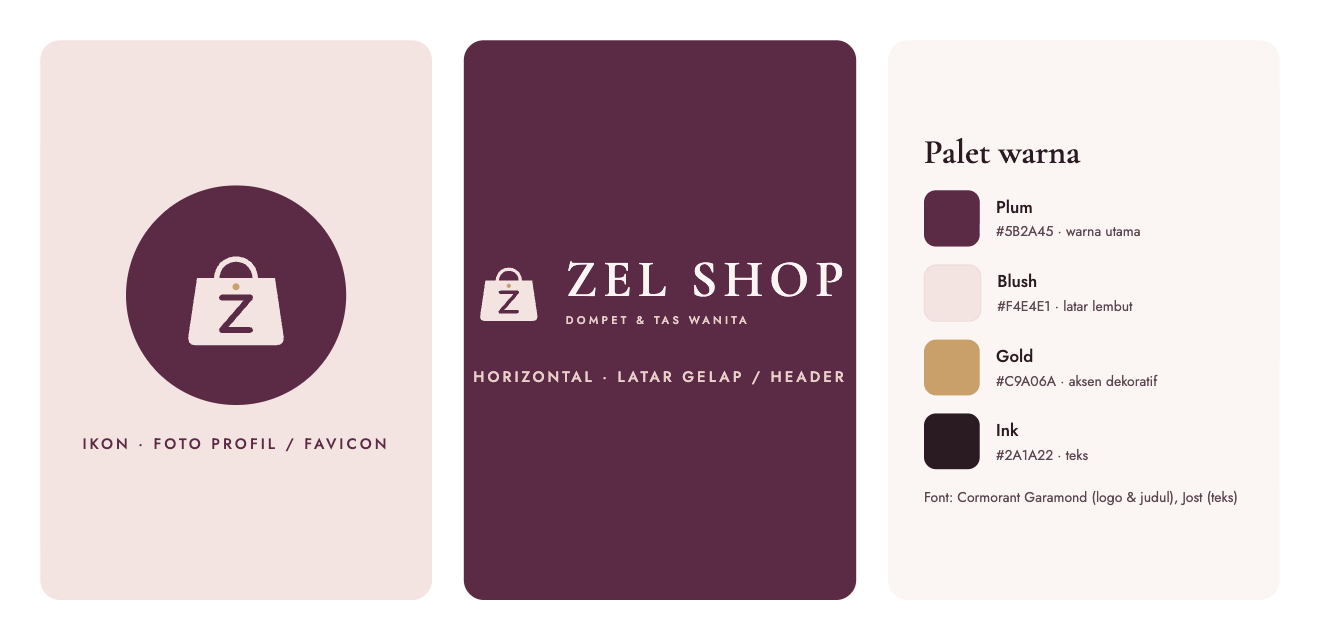 Z
IKON · FOTO PROFIL / FAVICON
Z
ZEL SHOP
DOMPET & TAS WANITA
HORIZONTAL · LATAR GELAP / HEADER
Palet warna
Plum
#5B2A45 · warna utama
Blush
#F4E4E1 · latar lembut
Gold
#C9A06A · aksen dekoratif
Ink
#2A1A22 · teks
Font: Cormorant Garamond (logo & judul), Jost (teks)